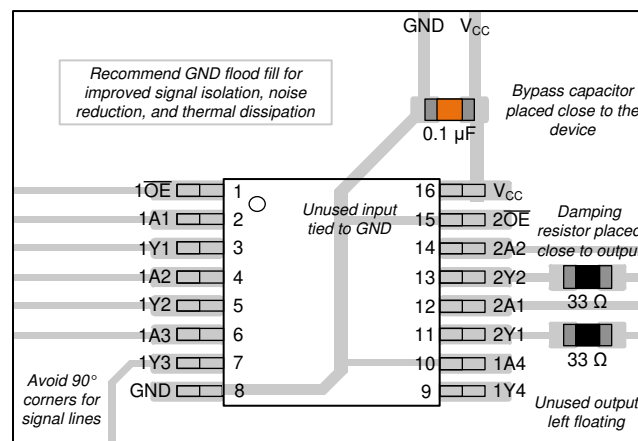 GND VCC
Recommend GND flood fill for
improved signal isolation, noise
reduction, and thermal dissipation
Bypass capacitor
placed close to the
device
0.1 µF
1OE 1 16 VCC
1A1 2 Unused input
tied to GND 15 2OE
1Y1 3 14 2A2
1A2 4 13 2Y2
1Y2 5 12 2A1
1A3 6 11 2Y1
1Y3 7 10 1A4
GND 8 9 1Y4
Damping
resistor placed
close to output
33 Ω
33 Ω
Avoid 90°
corners for
signal lines
Unused output
left floating